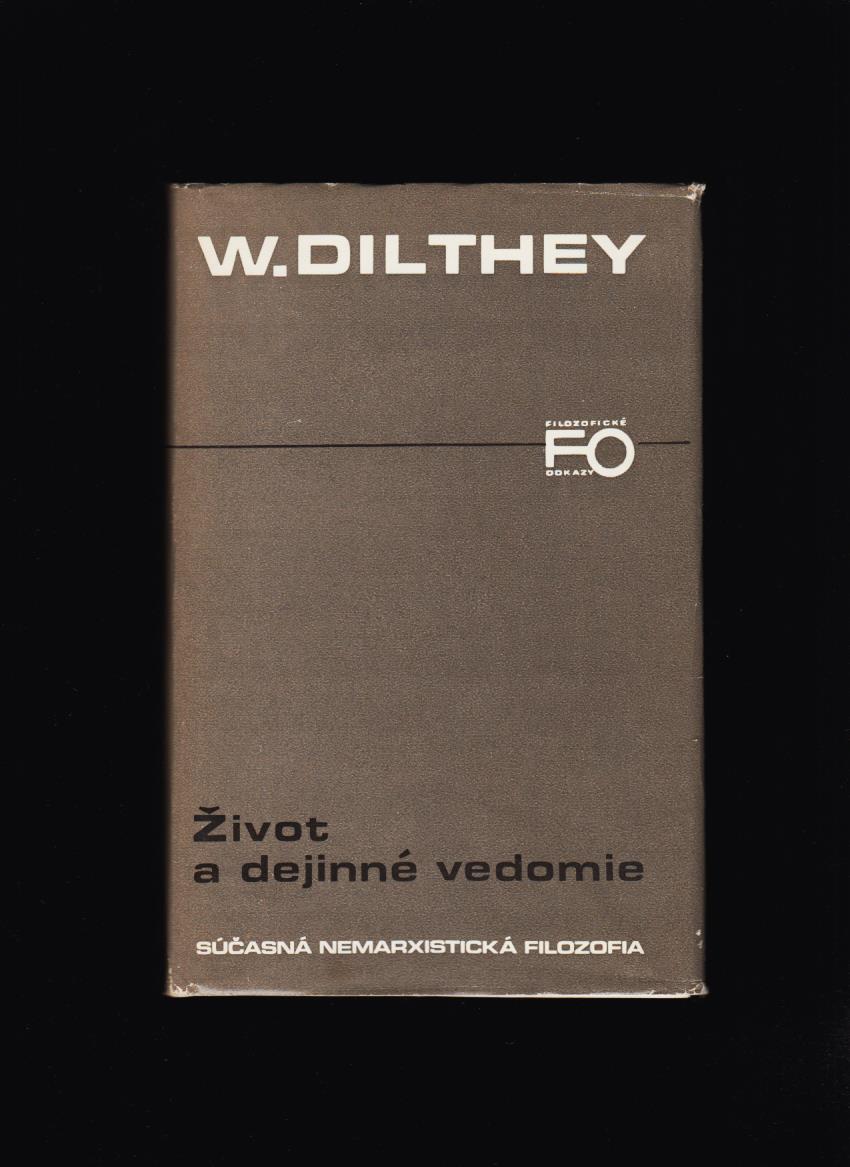 W. DILTHEY
FILOZOFICKÉ
FO
ODKAZY
Život
a dejinné vedomie
SÚČASNÁ NEMARXISTICKÁ FILOZOFIA